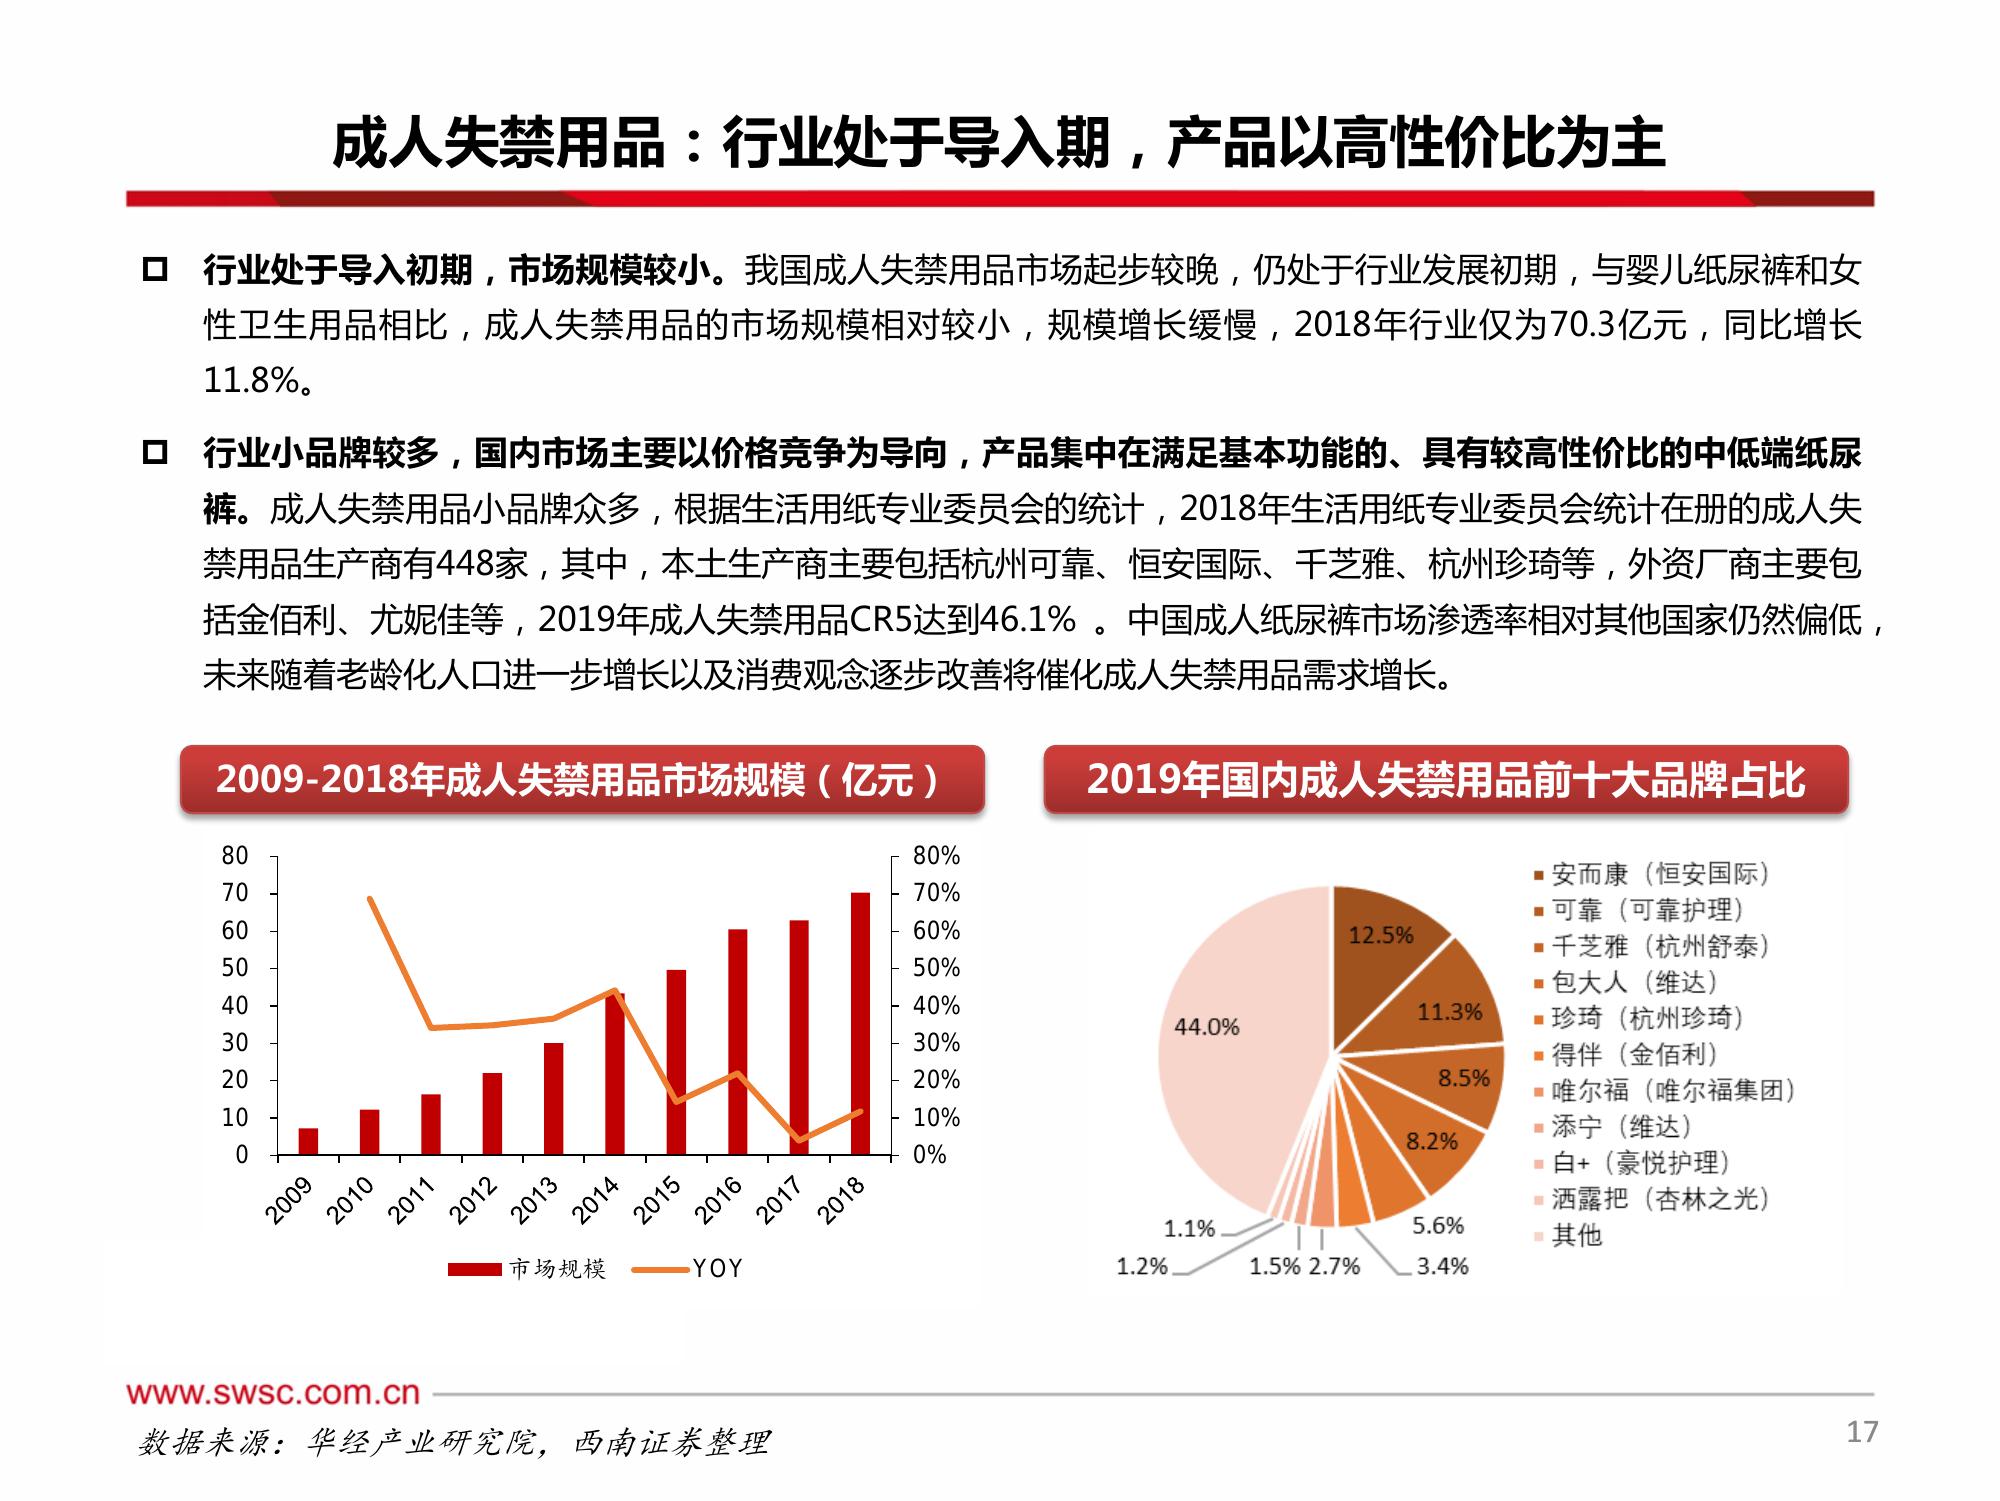 成人失禁用品：行业处于导入期，产品以高性价比为主
行业处于导入初期，市场规模较小。我国成人失禁用品市场起步较晚，仍处于行业发展初期，与婴儿纸尿裤和女
性卫生用品相比，成人失禁用品的市场规模相对较小，规模增长缓慢，2018年行业仅为70.3亿元，同比增长
11.8%。
行业小品牌较多，国内市场主要以价格竞争为导向，产品集中在满足基本功能的、具有较高性价比的中低端纸尿
裤。成人失禁用品小品牌众多，根据生活用纸专业委员会的统计，2018年生活用纸专业委员会统计在册的成人失
禁用品生产商有448家，其中，本土生产商主要包括杭州可靠、恒安国际、千芝雅、杭州珍琦等，外资厂商主要包
括金佰利、尤妮佳等，2019年成人失禁用品CR5达到46.1% 。中国成人纸尿裤市场渗透率相对其他国家仍然偏低，
未来随着老龄化人口进一步增长以及消费观念逐步改善将催化成人失禁用品需求增长。
2009-2018年成人失禁用品市场规模（亿元）
80
70
60
50
40
30
20
10
0
80%
70%
60%
50%
40%
30%
20%
10%
0%
2009
2010
2011
2012
2013
2014
2015
2016
2017
2018
市场规模
YOY
2019年国内成人失禁用品前十大品牌占比
12.5%
11.3%
8.5%
8.2%
5.6%
3.4%
2.7%
1.5%
1.2%
1.1%
44.0%
安而康（恒安国际）
可靠（可靠护理）
千芝雅（杭州舒泰）
包大人（维达）
珍琦（杭州珍琦）
得伴（金佰利）
唯尔福（唯尔福集团）
添宁（维达）
白+（豪悦护理）
洒露把（杏林之光）
其他
www.swsc.com.cn
数据来源：华经产业研究院，西南证券整理
17